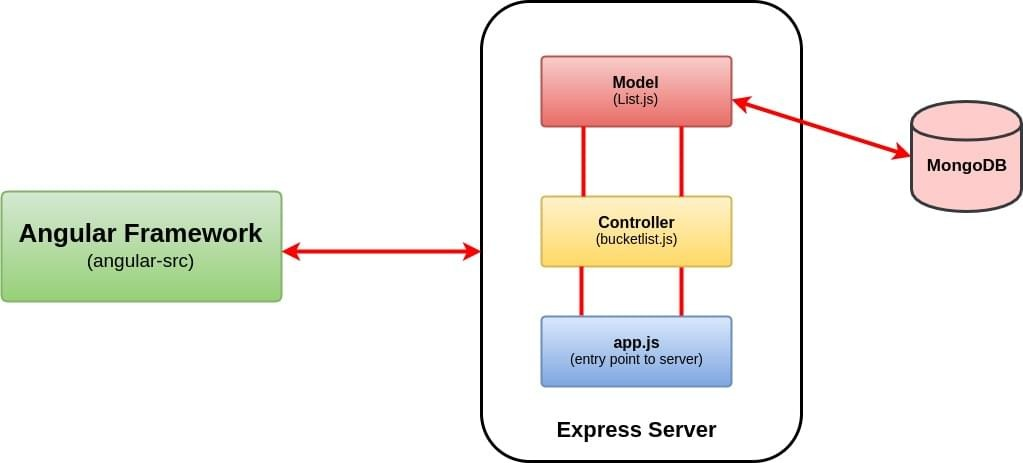 Angular Framework
(angular-src)
Model
(List.js)
Controller
(bucketlist.js)
app.js
(entry point to server)
Express Server
MongoDB